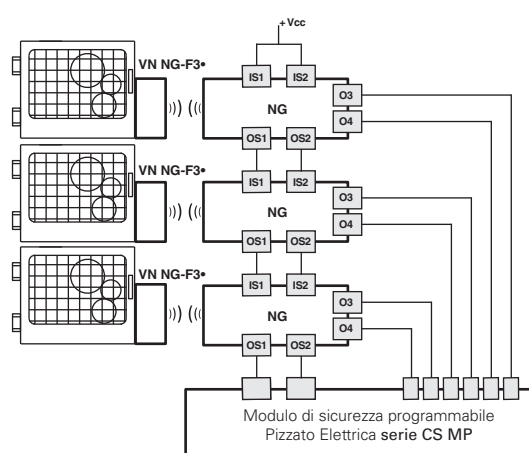 +Vcc
VN NG-F3•
IS1 IS2
O3
NG
O4
OS1 OS2
VN NG-F3•
IS1 IS2
O3
NG
O4
OS1 OS2
VN NG-F3•
IS1 IS2
O3
NG
O4
OS1 OS2
Modulo di sicurezza programmabile
Pizzato Elettrica serie CS MP